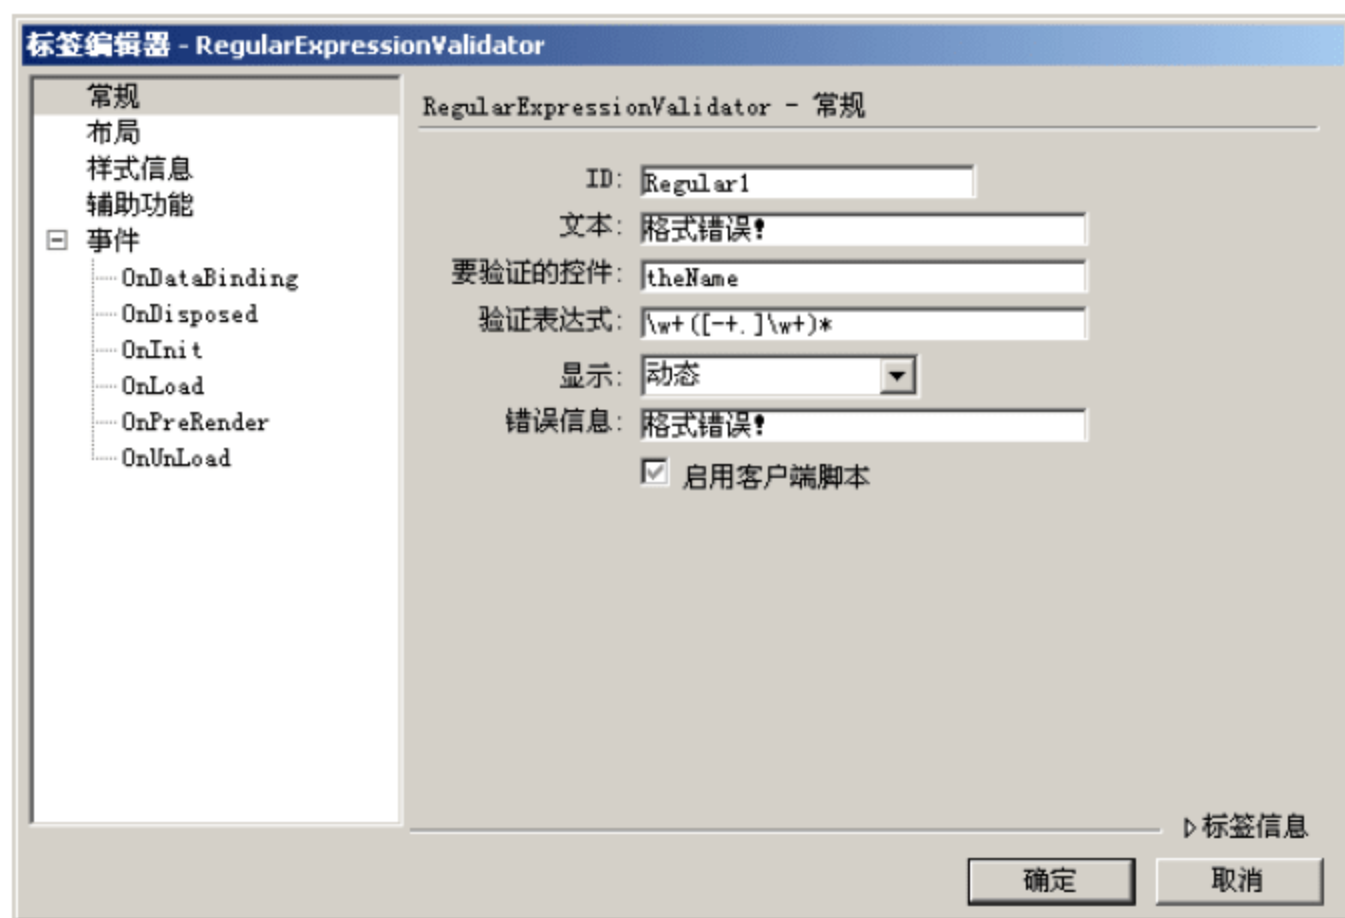 标签编辑器 - RegularExpressionValidator
常规
布局
样式信息
辅助功能
事件
OnDataBinding
OnDisposed
OnInit
OnLoad
OnPreRender
OnUnLoad
RegularExpressionValidator - 常规
ID: Regular1
文本: 格式错误!
要验证的控件: theName
验证表达式: \w+([-+.]\w+)*
显示: 动态
错误信息: 格式错误!
启用客户端脚本
标签信息
确定 取消